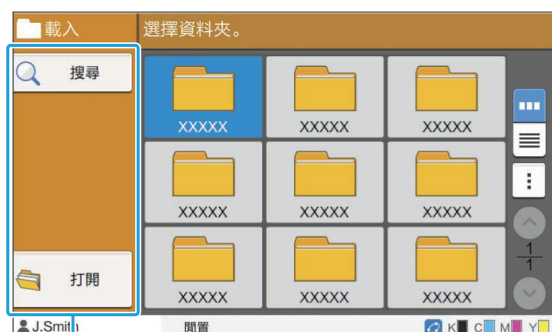 載入
選擇資料夾。
搜尋
打開
XXXXX XXXXX XXXXX
XXXXX XXXXX XXXXX
XXXXX XXXXX XXXXX
1
1
J.Smith
閒置
K C M Y